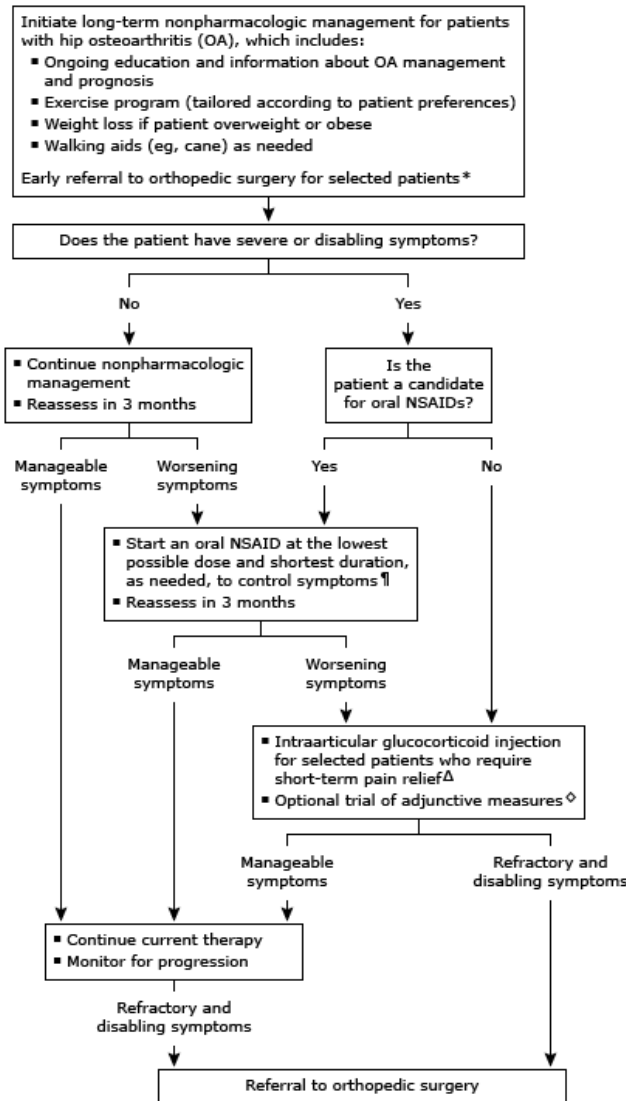 Initiate long-term nonpharmacologic management for patients
with hip osteoarthritis (OA), which includes:
▪ Ongoing education and information about OA management
and prognosis
▪ Exercise program (tailored according to patient preferences)
▪ Weight loss if patient overweight or obese
▪ Walking aids (eg, cane) as needed
Early referral to orthopedic surgery for selected patients*
Does the patient have severe or disabling symptoms?
No
Yes
▪ Continue nonpharmacologic
management
▪ Reassess in 3 months
Is the
patient a candidate
for oral NSAIDs?
Manageable
symptoms
Worsening
symptoms
Yes
No
▪ Start an oral NSAID at the lowest
possible dose and shortest duration,
as needed, to control symptoms¶
▪ Reassess in 3 months
Manageable
symptoms
Worsening
symptoms
▪ Intraarticular glucocorticoid injection
for selected patients who require
short-term pain reliefΔ
▪ Optional trial of adjunctive measures◇
Manageable
symptoms
Refractory and
disabling symptoms
▪ Continue current therapy
▪ Monitor for progression
Refractory and
disabling symptoms
Referral to orthopedic surgery